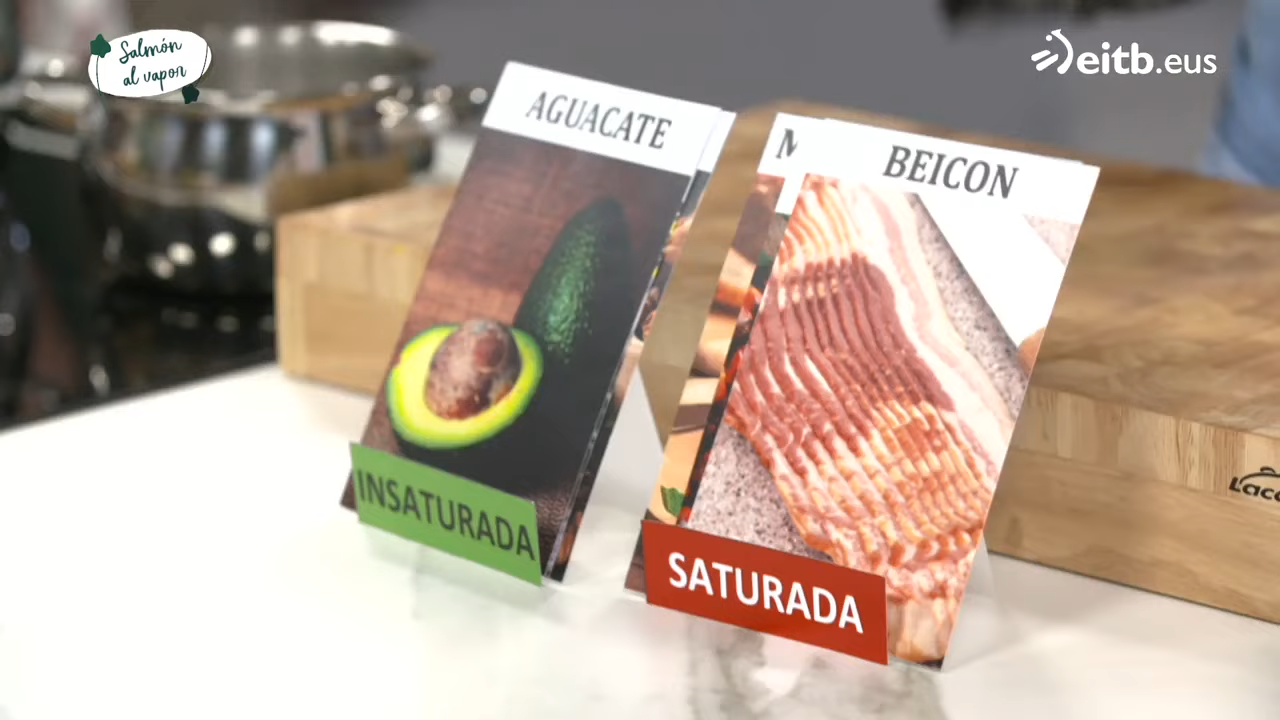 Salmón
al vapor
eitb.eus
AGUACATE
INSATURADA
M
BEICON
SATURADA